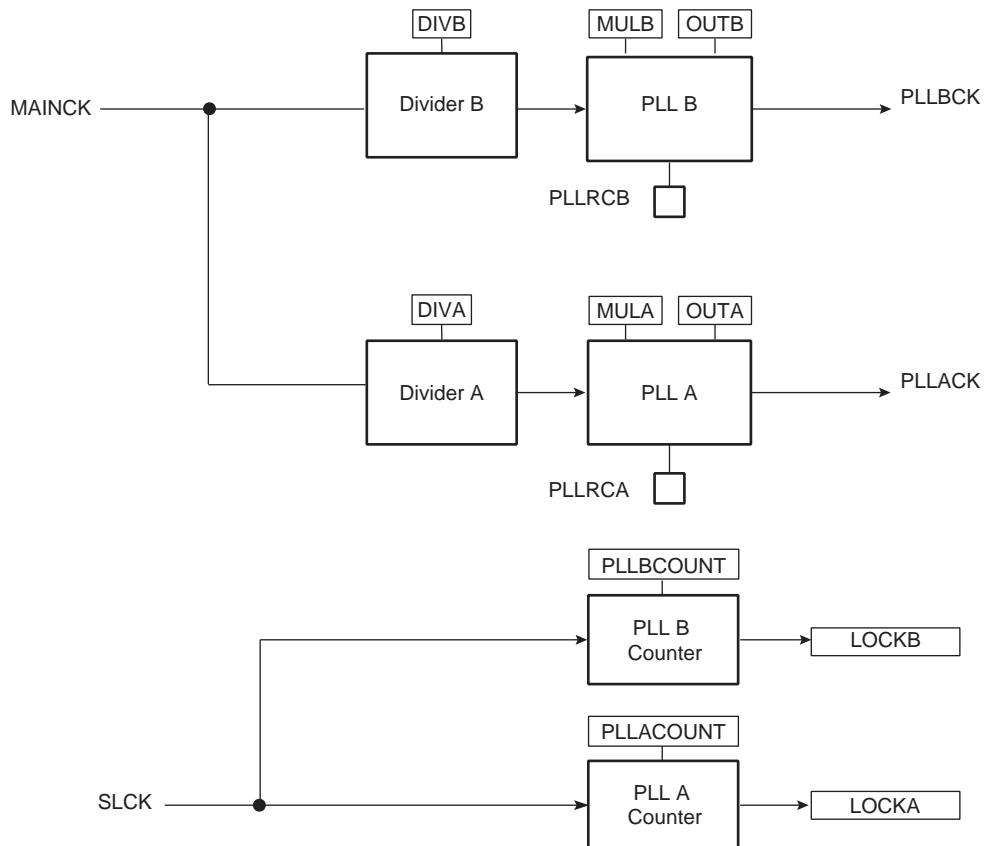 DIVB
MULB
OUTB
MAINCK
Divider B
PLL B
PLLBCK
PLLRCB
DIVA
MULA
OUTA
Divider A
PLL A
PLLACK
PLLRCA
PLLBCOUNT
PLL B
Counter
LOCKB
PLLACOUNT
SLCK
PLL A
Counter
LOCKA